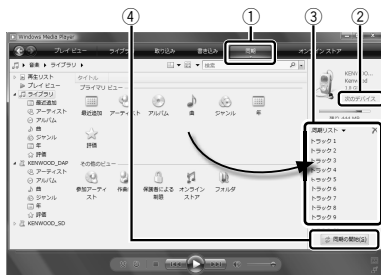 ④ ① ③ ②
Windows Media Player
プレイ ビュー ライブラリ 取り込み 書き込み 同期 オンライン ストア
音楽 ライブラリ 検索
再生リスト
プレイ ビュー
ライブラリ
最近追加
アーティスト
アルバム
曲
ジャンル
年
評価
KENWOOD_DAP
アーティスト
アルバム
曲
ジャンル
年
評価
KENWOOD_SD
タイトル
プライマリ ビュー
最近追加 アーティスト アルバム 曲 ジャンル 年
評価
その他のビュー
参加アーティスト 作曲 保護者による制限 オンライン ストア フォルダ
KENWOO...
Kenwood
次のデバイス
同期リスト
トラック 1
トラック 2
トラック 3
トラック 4
トラック 5
トラック 6
トラック 7
トラック 8
トラック 9
同期の開始(S)